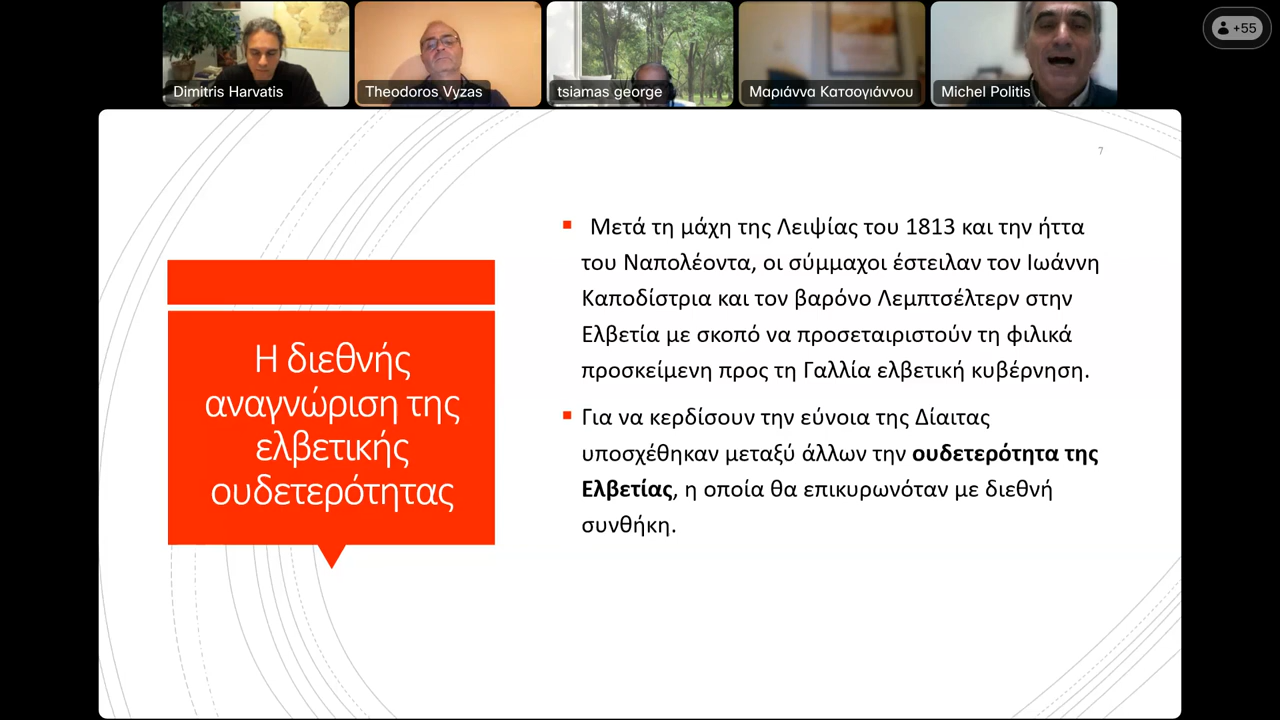 Dimitris Harvatis
Theodoros Vyzas
tsiamas george
Μαριάννα Κατσογιάννου
Michel Politis
+55
7
Η διεθνής
αναγνώριση της
ελβετικής
ουδετερότητας
Μετά τη μάχη της Λειψίας του 1813 και την ήττα
του Ναπολέοντα, οι σύμμαχοι έστειλαν τον Ιωάννη
Καποδίστρια και τον βαρόνο Λεμπτσέλτερν στην
Ελβετία με σκοπό να προσεταιριστούν τη φιλικά
προσκείμενη προς τη Γαλλία ελβετική κυβέρνηση.
Για να κερδίσουν την εύνοια της Δίαιτας
υποσχέθηκαν μεταξύ άλλων την ουδετερότητα της
Ελβετίας, η οποία θα επικυρωνόταν με διεθνή
συνθήκη.